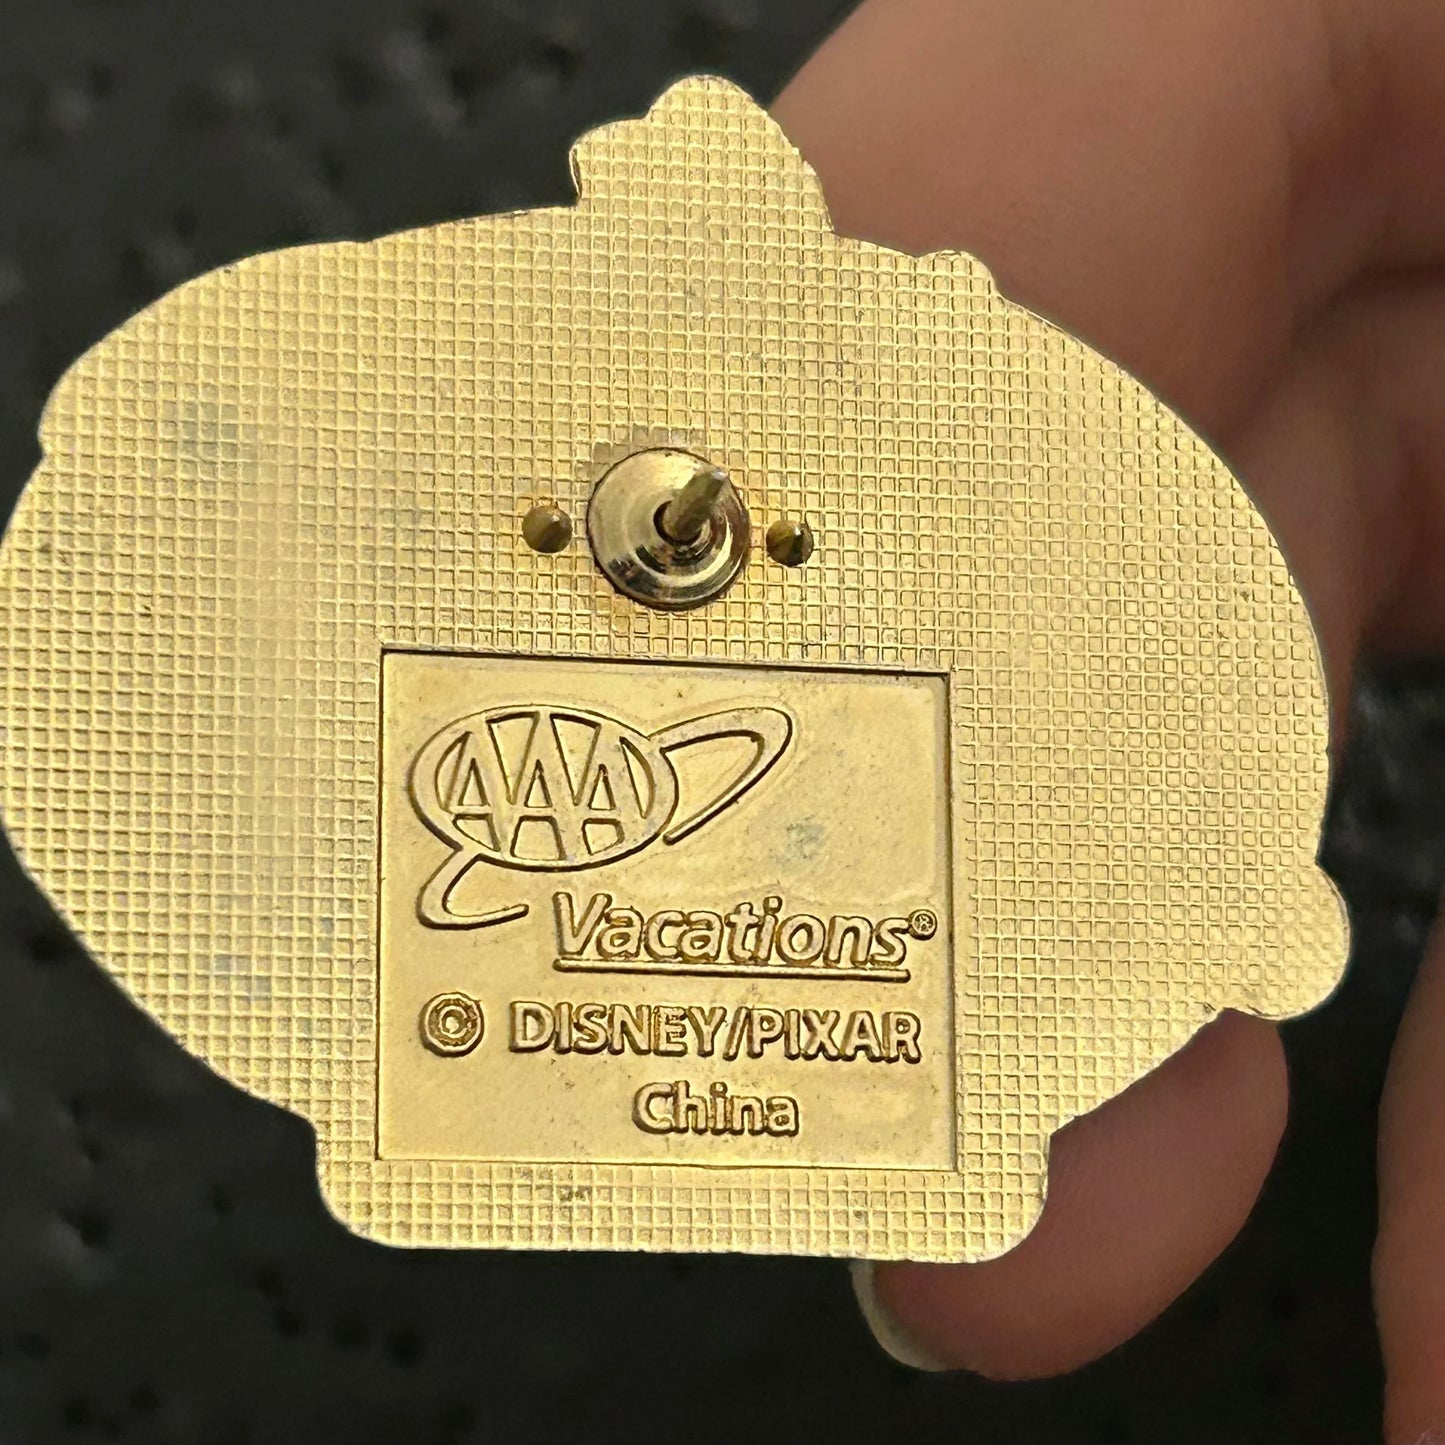 AAA
Vacations®
© DISNEY/PIXAR
China